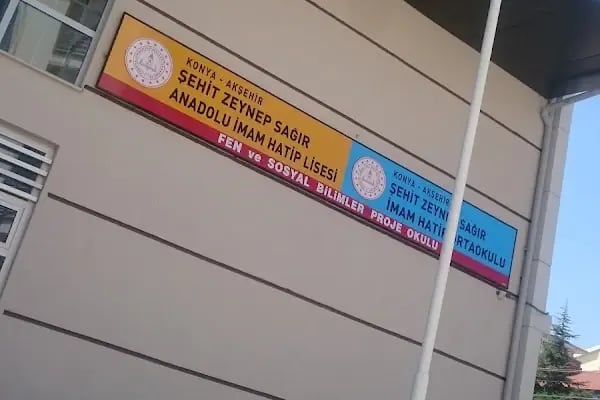 KONYA - AKŞEHİR
ŞEHİT ZEYNEP SAĞIR
ANADOLU İMAM HATİP LİSESİ
FEN ve SOSYAL BİLİMLER PROJE OKULU
KONYA - AKŞEHİR
ŞEHİT ZEYNEP SAĞIR
İMAM HATİP ORTAOKULU